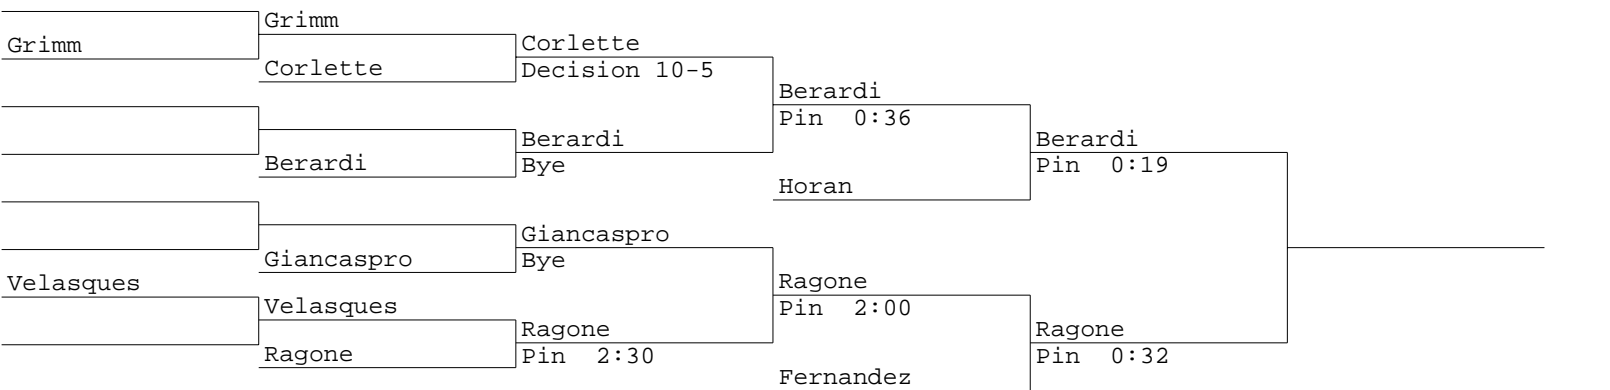 Grimm
Grimm
Corlette
Corlette
Decision 10-5
Berardi
Pin 0:36
Berardi
Berardi
Bye
Berardi
Pin 0:19
Horan
Giancaspro
Giancaspro
Bye
Velasques
Velasques
Ragone
Pin 2:00
Ragone
Ragone
Pin 2:30
Ragone
Pin 0:32
Fernandez